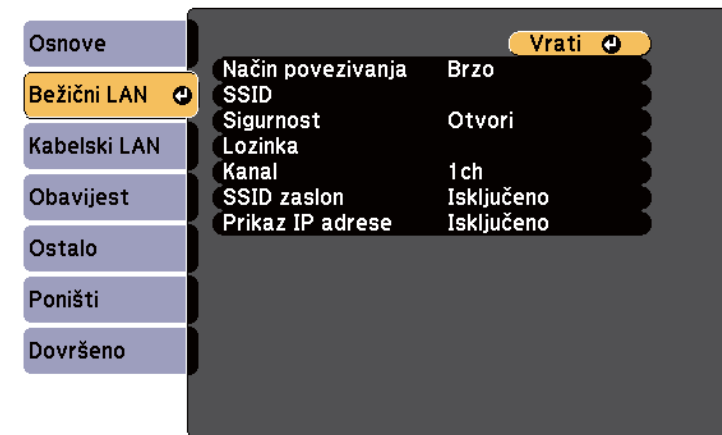 Osnove
Bežični LAN
Kabelski LAN
Obavijest
Ostalo
Poništi
Dovršeno
Vrati
Način povezivanja Brzo
SSID
Sigurnost Otvori
Lozinka
Kanal 1ch
SSID zaslon Isključeno
Prikaz IP adrese Isključeno